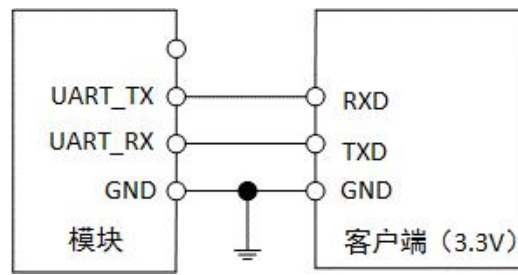 UART_TX
RXD
UART_RX
TXD
GND
GND
模块
客户端（3.3V）